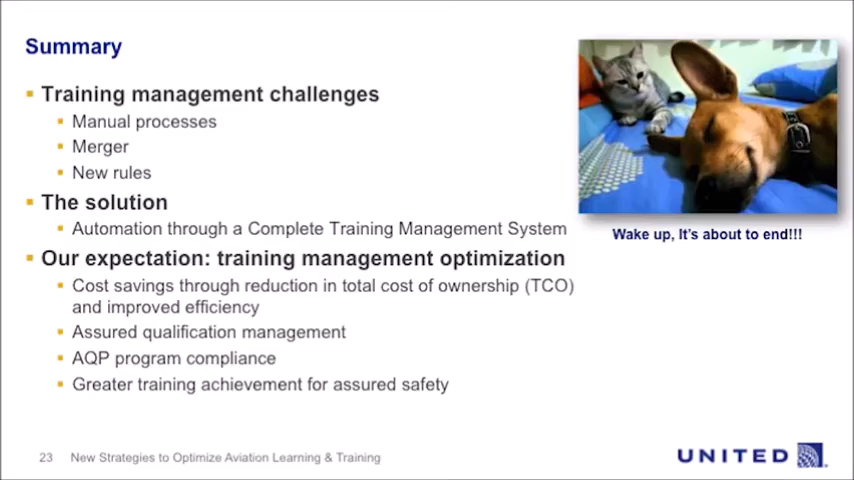 Summary
Training management challenges
Manual processes
Merger
New rules
The solution
Automation through a Complete Training Management System
Our expectation: training management optimization
Cost savings through reduction in total cost of ownership (TCO)
and improved efficiency
Assured qualification management
AQP program compliance
Greater training achievement for assured safety
Wake up, It's about to end!!!
23 New Strategies to Optimize Aviation Learning & Training
UNITED